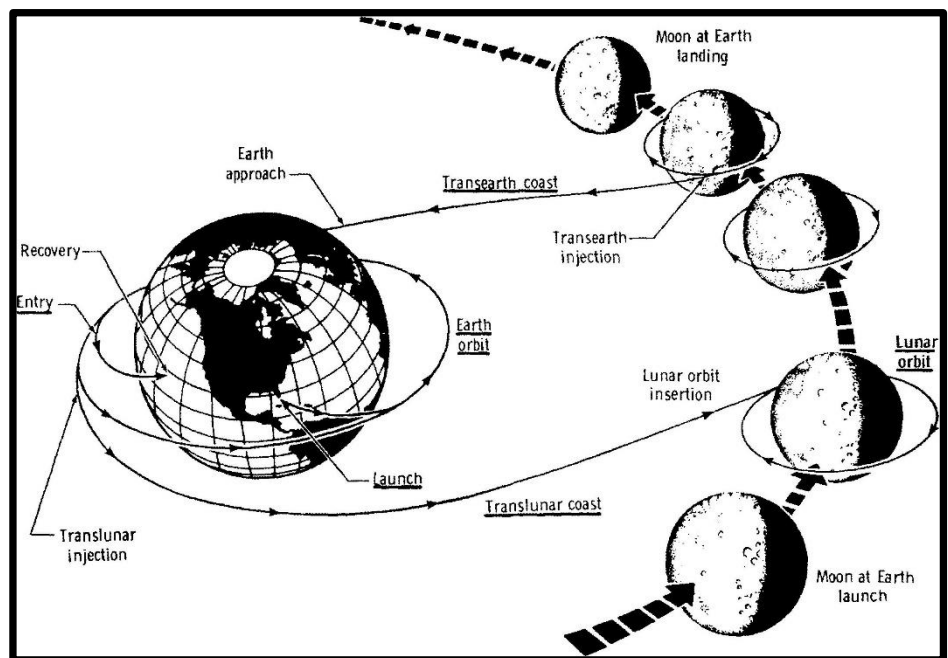 Moon at Earth
landing
Earth
approach
Transearth coast
Recovery
Transearth
injection
Entry
Earth
orbit
Lunar
orbit
Lunar orbit
insertion
Launch
Translunar coast
Translunar
injection
Moon at Earth
launch